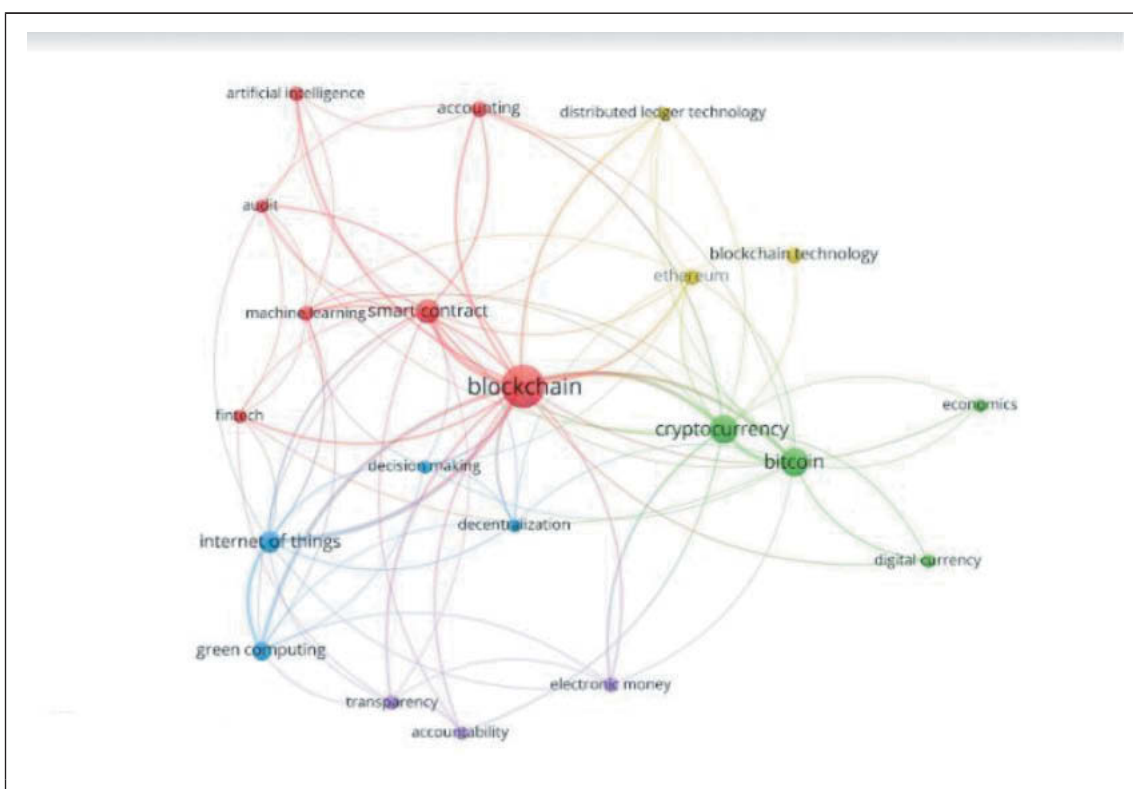 artificial intelligence
accounting
distributed ledger technology
audit
blockchain technology
ethereum
machine learning
smart contract
blockchain
economics
fintech
cryptocurrency
bitcoin
decision making
decentralization
internet of things
digital currency
green computing
electronic money
transparency
accountability